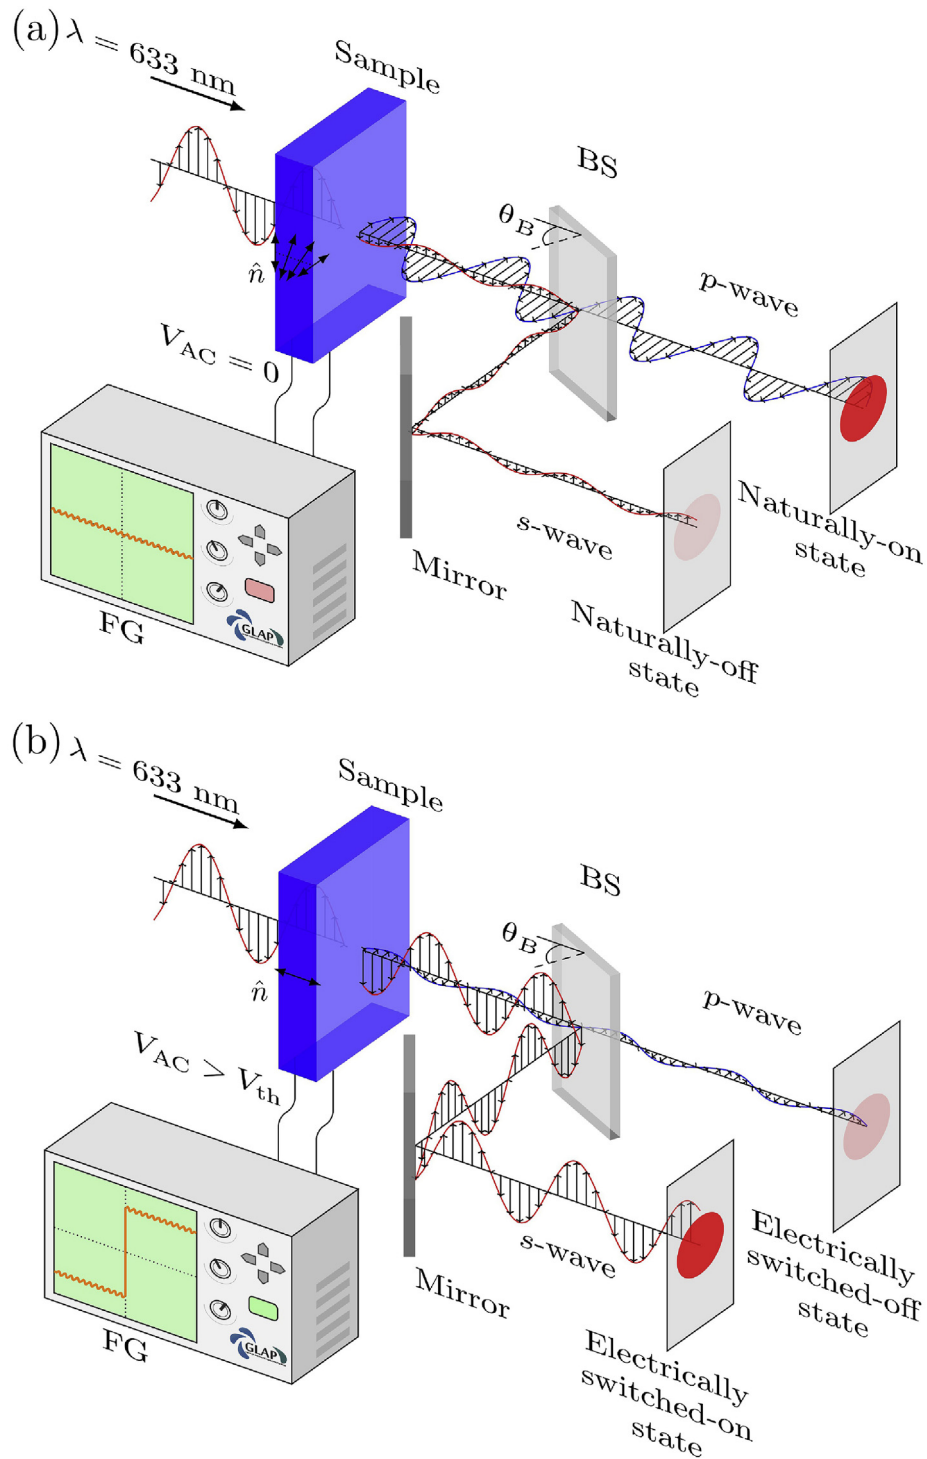 (a) λ = 633 nm
Sample
BS
θB
n̂
p-wave
VAC = 0
s-wave
Naturally-on
state
Mirror
FG
GLAP
Naturally-off
state
(b) λ = 633 nm
Sample
BS
θB
n̂
p-wave
VAC > Vth
s-wave
Electrically
switched-off
state
Mirror
FG
GLAP
Electrically
switched-on
state